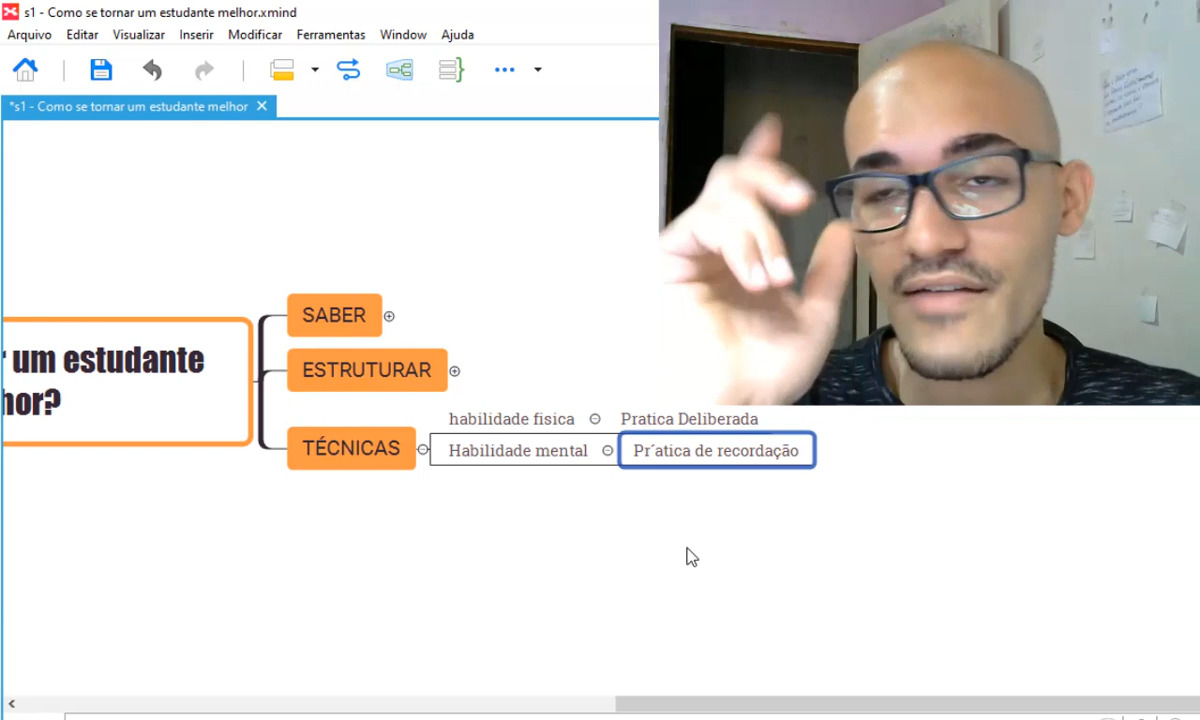 s1 - Como se tornar um estudante melhor.xmind
Arquivo Editar Visualizar Inserir Modificar Ferramentas Window Ajuda
*s1 - Como se tornar um estudante melhor
um estudante
hor?
SABER
ESTRUTURAR
TÉCNICAS
habilidade fisica
Pratica Deliberada
Habilidade mental
Pr´atica de recordação